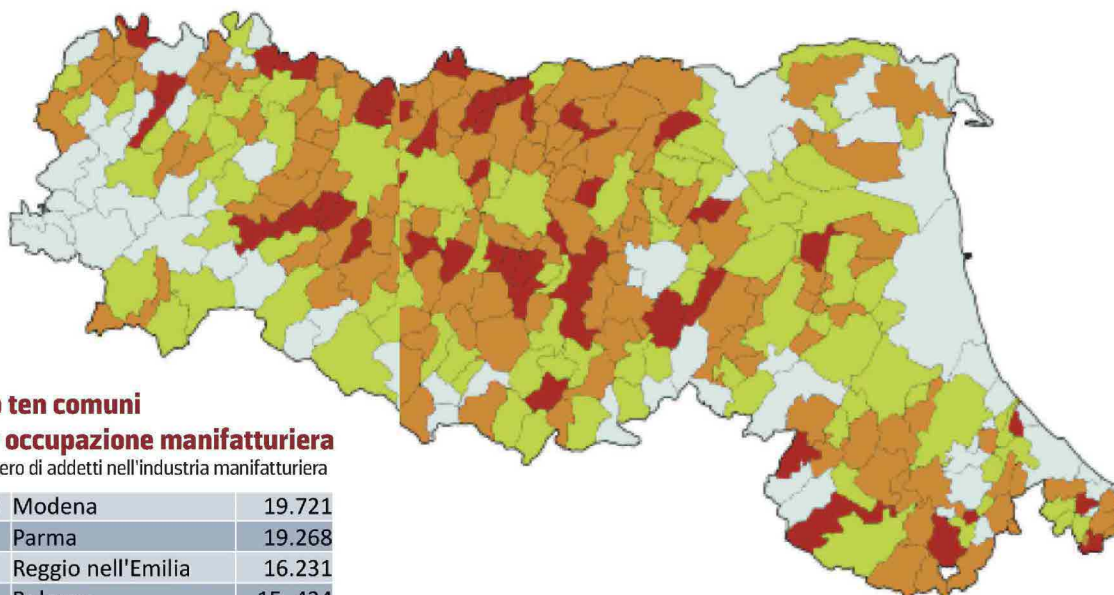 ten comuni
occupazione manifatturiera
di addetti nell'industria manifatturiera
Modena 19.721
Parma 19.268
Reggio nell'Emilia 16.231